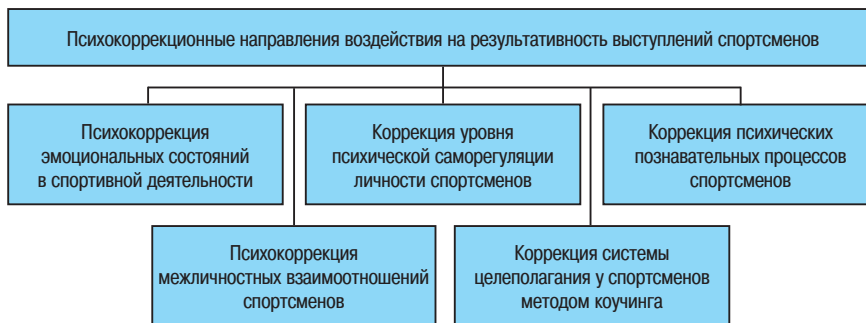 Психокоррекционные направления воздействия на результативность выступлений спортсменов
Психокоррекция
эмоциональных состояний
в спортивной деятельности
Коррекция уровня
психической саморегуляции
личности спортсменов
Коррекция психических
познавательных процессов
спортсменов
Психокоррекция
межличностных взаимоотношений
спортсменов
Коррекция системы
целеполагания у спортсменов
методом коучинга